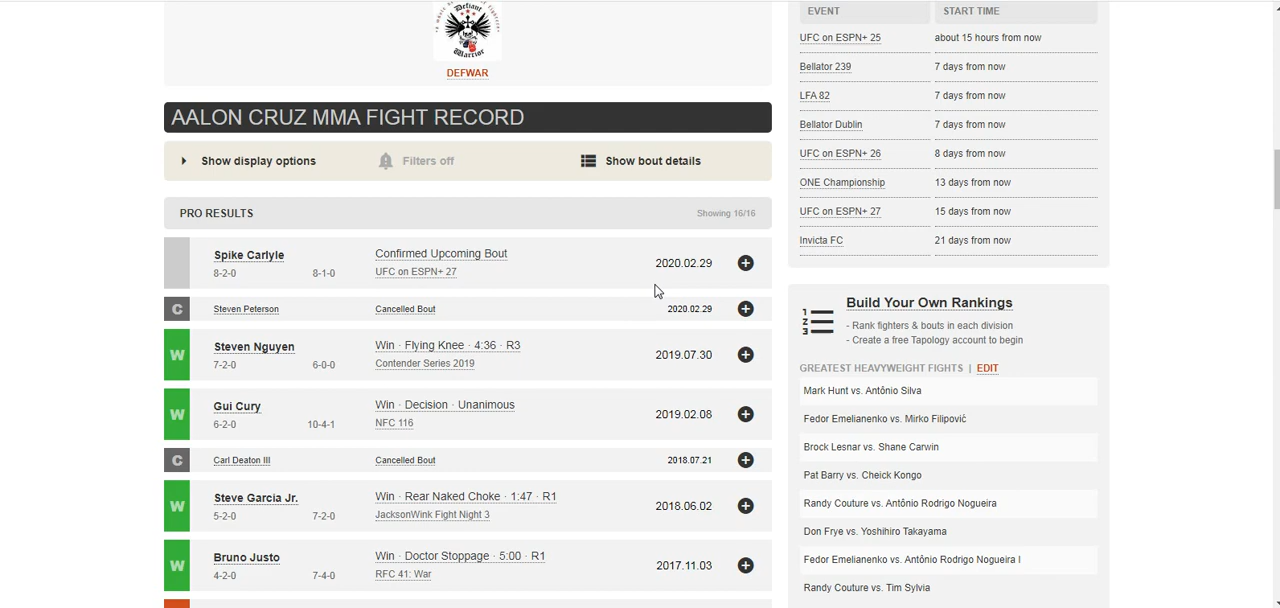 Defiant
Warrior
DEFWAR
AALON CRUZ MMA FIGHT RECORD
Show display options
Filters off
Show bout details
PRO RESULTS
Showing 16/16
Spike Carlyle
Confirmed Upcoming Bout
2020.02.29
8-2-0
8-1-0
UFC on ESPN+ 27
C
Steven Peterson
Cancelled Bout
2020.02.29
W
Steven Nguyen
Win · Flying Knee · 4:36 · R3
2019.07.30
7-2-0
6-0-0
Contender Series 2019
W
Gui Cury
Win · Decision · Unanimous
2019.02.08
6-2-0
10-4-1
NFC 116
C
Carl Deaton III
Cancelled Bout
2018.07.21
W
Steve Garcia Jr.
Win · Rear Naked Choke · 1:47 · R1
2018.06.02
5-2-0
7-2-0
JacksonWink Fight Night 3
W
Bruno Justo
Win · Doctor Stoppage · 5:00 · R1
2017.11.03
4-2-0
7-4-0
RFC 41: War
EVENT START TIME
UFC on ESPN+ 25 about 15 hours from now
Bellator 239 7 days from now
LFA 82 7 days from now
Bellator Dublin 7 days from now
UFC on ESPN+ 26 8 days from now
ONE Championship 13 days from now
UFC on ESPN+ 27 15 days from now
Invicta FC 21 days from now
1
2
3
Build Your Own Rankings
- Rank fighters & bouts in each division
- Create a free Tapology account to begin
GREATEST HEAVYWEIGHT FIGHTS | EDIT
Mark Hunt vs. Antônio Silva
Fedor Emelianenko vs. Mirko Filipović
Brock Lesnar vs. Shane Carwin
Pat Barry vs. Cheick Kongo
Randy Couture vs. Antônio Rodrigo Nogueira
Don Frye vs. Yoshihiro Takayama
Fedor Emelianenko vs. Antônio Rodrigo Nogueira I
Randy Couture vs. Tim Sylvia